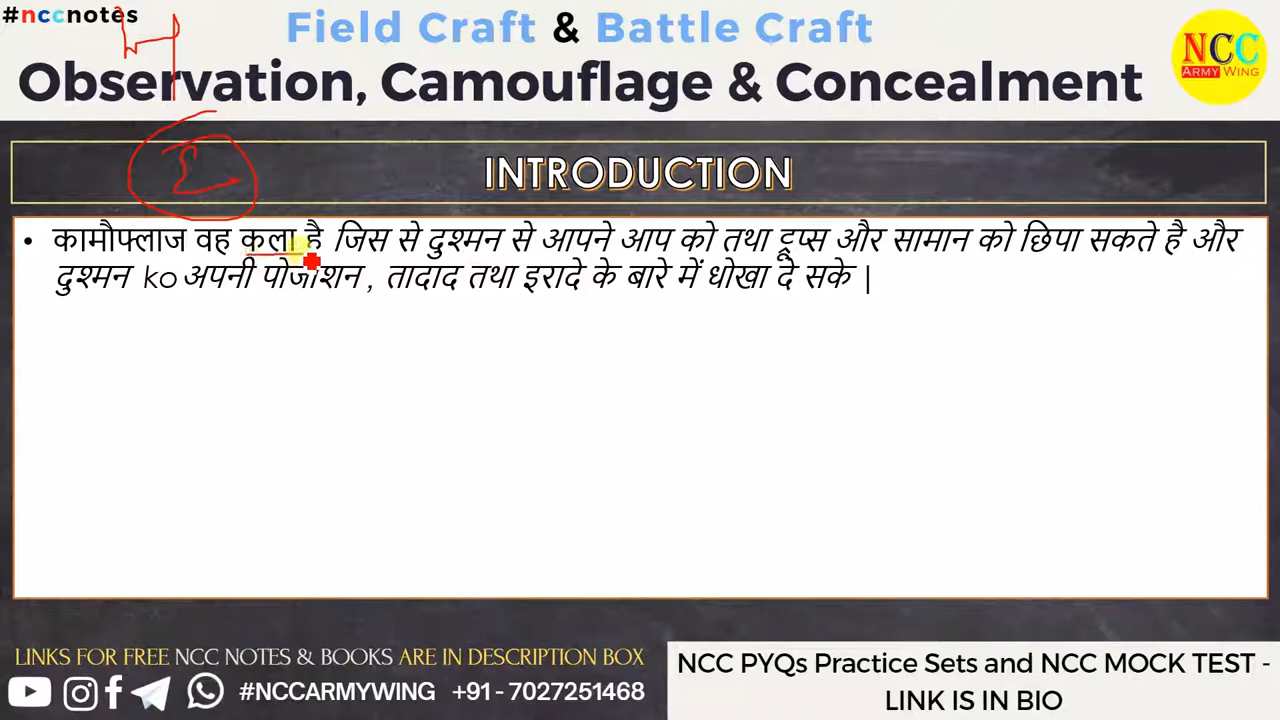 #nccnotes
Field Craft & Battle Craft
Observation, Camouflage & Concealment
NCC
ARMY WING
INTRODUCTION
• कामौफ्लाज वह कला है जिस से दुश्मन से आपने आप को तथा ट्रूप्स और सामान को छिपा सकते है और
दुश्मन ko अपनी पोजीशन , तादाद तथा इरादे के बारे में धोखा दे सके |
LINKS FOR FREE NCC NOTES & BOOKS ARE IN DESCRIPTION BOX
#NCCARMYWING +91 - 7027251468
NCC PYQs Practice Sets and NCC MOCK TEST -
LINK IS IN BIO